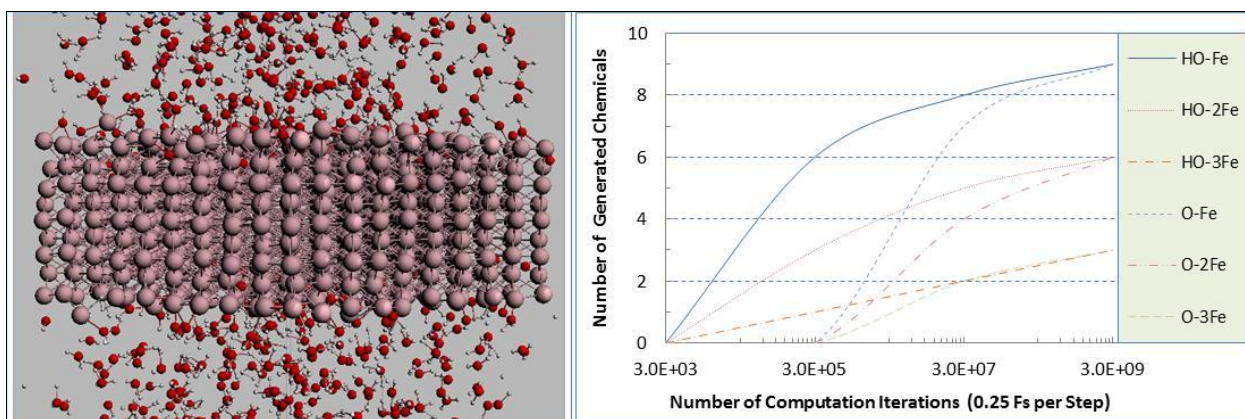 Number of Generated Chemicals
10
8
6
4
2
0
3.0E+03 3.0E+05 3.0E+07 3.0E+09
Number of Computation Iterations (0.25 Fs per Step)
HO-Fe
HO-2Fe
HO-3Fe
O-Fe
O-2Fe
O-3Fe